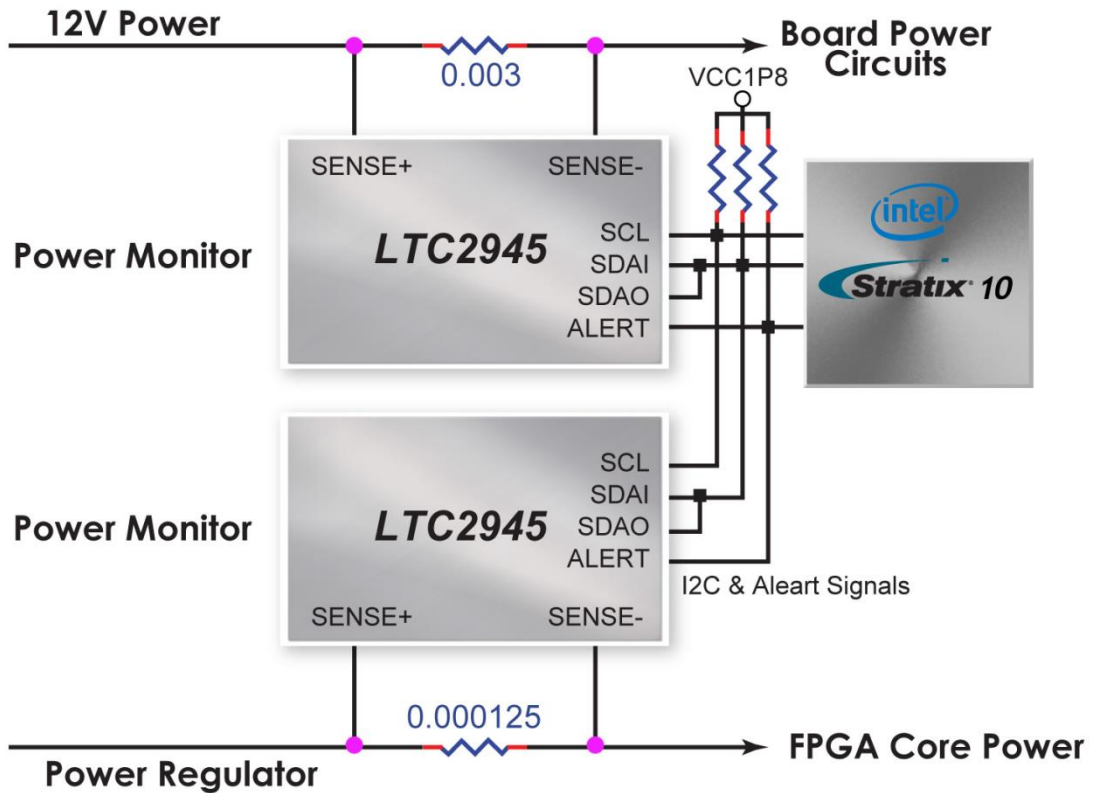 12V Power
0.003
Board Power
Circuits
VCC1P8
SENSE+
SENSE-
Power Monitor
LTC2945
SCL
SDAI
SDAO
ALERT
intel
Stratix 10
Power Monitor
LTC2945
SCL
SDAI
SDAO
ALERT
I2C & Aleart Signals
SENSE+
SENSE-
0.000125
Power Regulator
FPGA Core Power